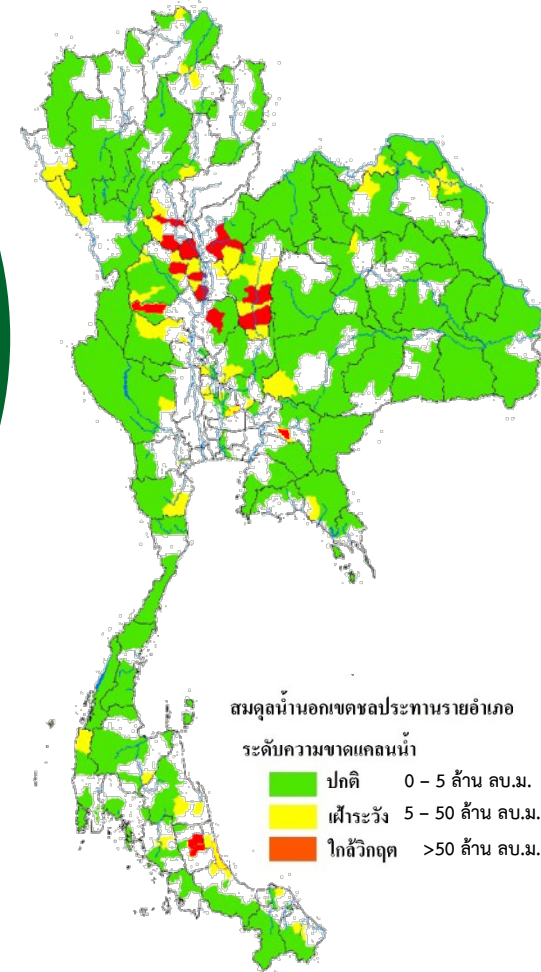 สมดุลน้ำนอกเขตชลประทานรายอำเภอ
ระดับความขาดแคลนน้ำ
ปกติ 0 – 5 ล้าน ลบ.ม.
เฝ้าระวัง 5 – 50 ล้าน ลบ.ม.
ใกล้วิกฤต >50 ล้าน ลบ.ม.